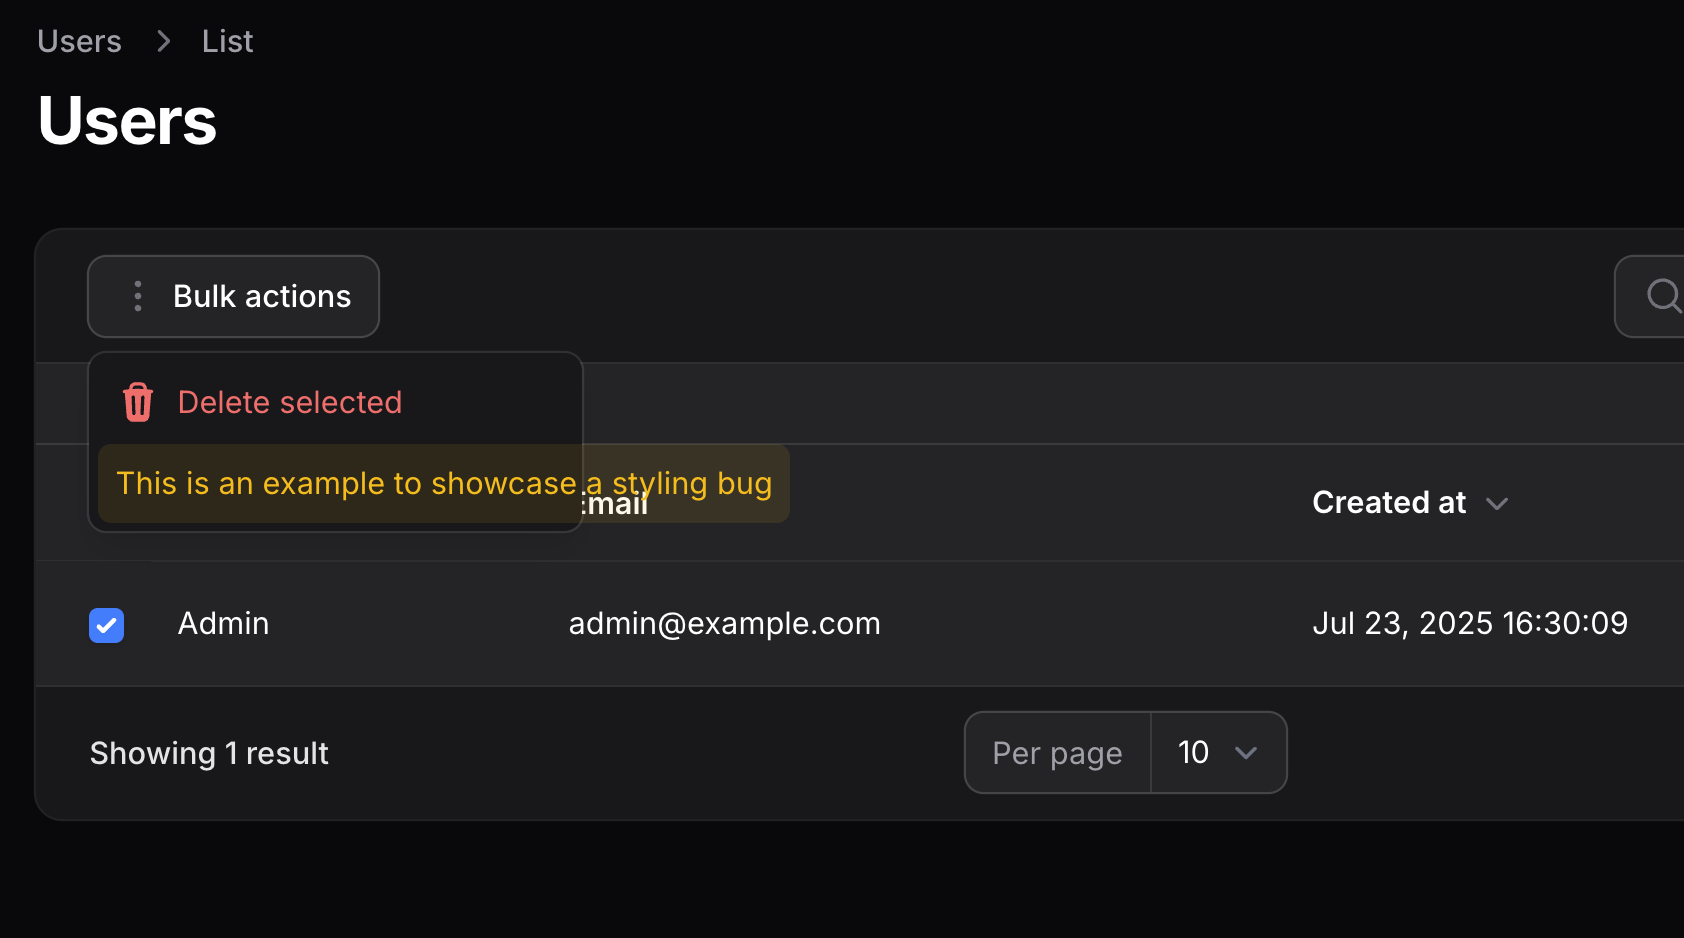 Users > List
Users
Bulk actions
Delete selected
This is an example to showcase a styling bug
Email
Created at
Admin
admin@example.com
Jul 23, 2025 16:30:09
Showing 1 result
Per page
10